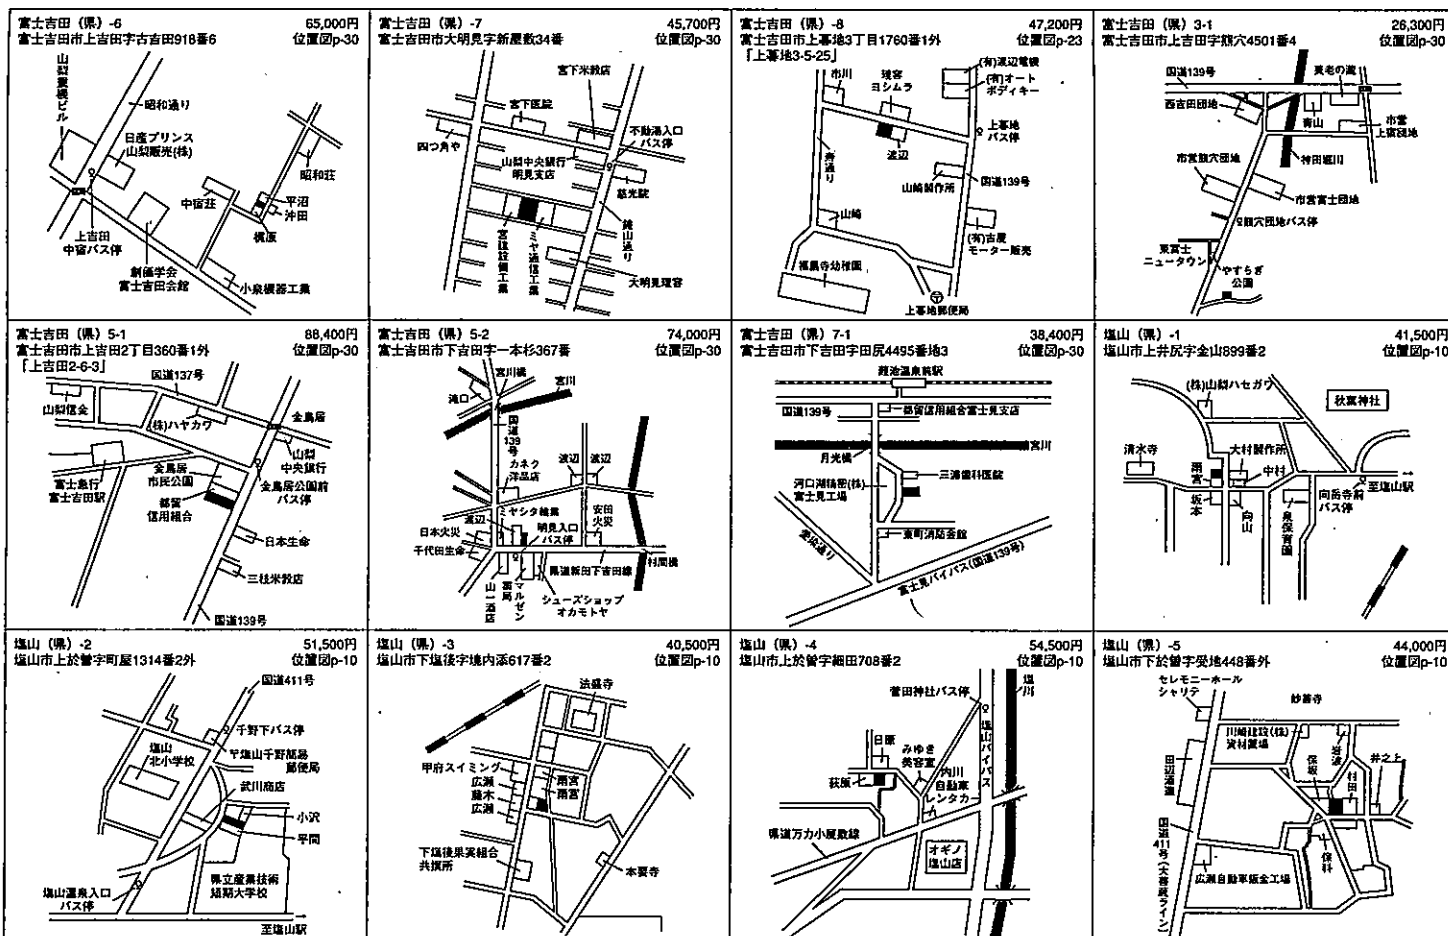 富士吉田（県）-6 65,000円
富士吉田市上吉田字古吉田918番6 位置図p-30
山梨重機ビル
昭和通り
日産プリンス
山梨販売(株)
中宿荘
昭和荘
平沼
沖田
梶原
上吉田
中宿バス停
創価学会
富士吉田会館
小泉機器工業
富士吉田（県）-7 45,700円
富士吉田市大明見字新屋敷34番 位置図p-30
宮下米穀店
宮下医院
四つ角や
不動湯入口
バス停
山梨中央銀行
明見支店
慈光院
宮建設備工業
ミヤ通信工業
鐘山通り
大明見理容
富士吉田（県）-8 47,200円
富士吉田市上暮地3丁目1760番1外 位置図p-23
「上暮地3-5-25」
市川
理容
ヨシムラ
(有)渡辺電機
(有)オート
ボディキー
上暮地
バス停
渡辺
山崎製作所
国道139号
山崎
(有)古屋
モーター販売
福昌寺幼稚園
上暮地郵便局
富士吉田（県）3-1 26,300円
富士吉田市上吉田字熊穴4501番4 位置図p-30
国道139号
養老の滝
西吉田団地
青山
市営
上宿団地
神田堀川
市営熊穴団地
市営富士団地
熊穴団地バス停
東富士
ニュータウン
やすらぎ
公園
富士吉田（県）5-1 88,400円
富士吉田市上吉田2丁目360番1外 位置図p-30
「上吉田2-6-3」
国道137号
山梨信金
(株)ハヤカワ
金鳥居
山梨
中央銀行
富士急行
富士吉田駅
金鳥居
市民公園
金鳥居公園前
バス停
都留
信用組合
日本生命
三枝米穀店
国道139号
富士吉田（県）5-2 74,000円
富士吉田市下吉田字一本杉367番 位置図p-30
滝口
宮川橋
宮川
国道139号
カネク
洋品店
渡辺
渡辺
ミヤシタ
渡辺
明見入口
バス停
安田
火災
日本火災
千代田生命
県道新田下吉田線
村間橋
山一酒店
薬局
マルゼン
シューズショップ
オカモトヤ
富士吉田（県）7-1 38,400円
富士吉田市下吉田字田尻4495番地3 位置図p-30
葭池温泉前駅
国道139号
都留信用組合富士見支店
宮川
月光橋
三浦歯科医院
河口湖精密(株)
富士見工場
東町消防会館
富士見バイパス(国道139号)
塩山（県）-1 41,500円
塩山市上井尻字金山899番2 位置図p-10
(株)山梨ハセガワ
秋葉神社
清水寺
雨宮
大村製作所
中村
至塩山駅
坂本
向山
泉保育園
向岳寺前
バス停
塩山（県）-2 51,500円
塩山市上於曽字町屋1314番2外 位置図p-10
国道411号
千野下バス停
塩山
北小学校
〒塩山千野簡易
郵便局
武川商店
小沢
平間
塩山温泉入口
バス停
県立産業技術
短期大学校
至塩山駅
塩山（県）-3 40,500円
塩山市下塩後字境内添617番2 位置図p-10
法盛寺
甲府スイミング
広瀬
藤木
広瀬
雨宮
雨宮
下塩後果実組合
共撰所
本要寺
塩山（県）-4 54,500円
塩山市上於曽字細田708番2 位置図p-10
菅田神社バス停
塩川
塩山バイパス
日原
みゆき
美容室
荻原
内川
自動車
レンタカー
県道万力小屋敷線
オギノ
塩山店
塩山（県）-5 44,000円
塩山市下於曽字受地448番外 位置図p-10
セレモニーホール
シャリテ
妙善寺
川崎建設(株)
資材置場
岩波
井之上
保坂
村田
田辺酒造
国道411号(大菩薩ライン)
保科
広瀬自動車鈑金工場